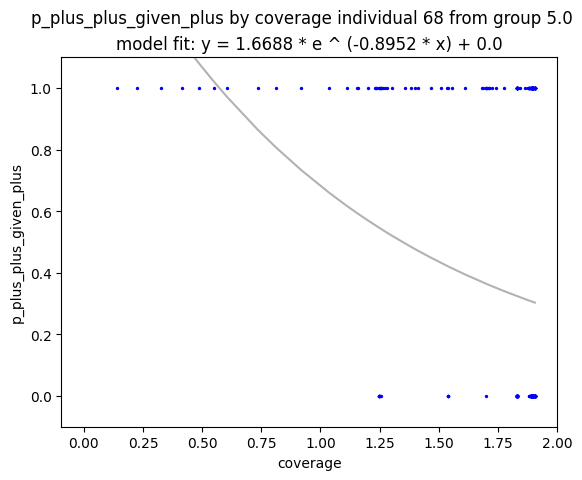 p_plus_plus_given_plus by coverage individual 68 from group 5.0
model fit: y = 1.6688 * e ^ (-0.8952 * x) + 0.0
1.0
0.8
0.6
0.4
0.2
0.0
p_plus_plus_given_plus
0.00 0.25 0.50 0.75 1.00 1.25 1.50 1.75 2.00
coverage